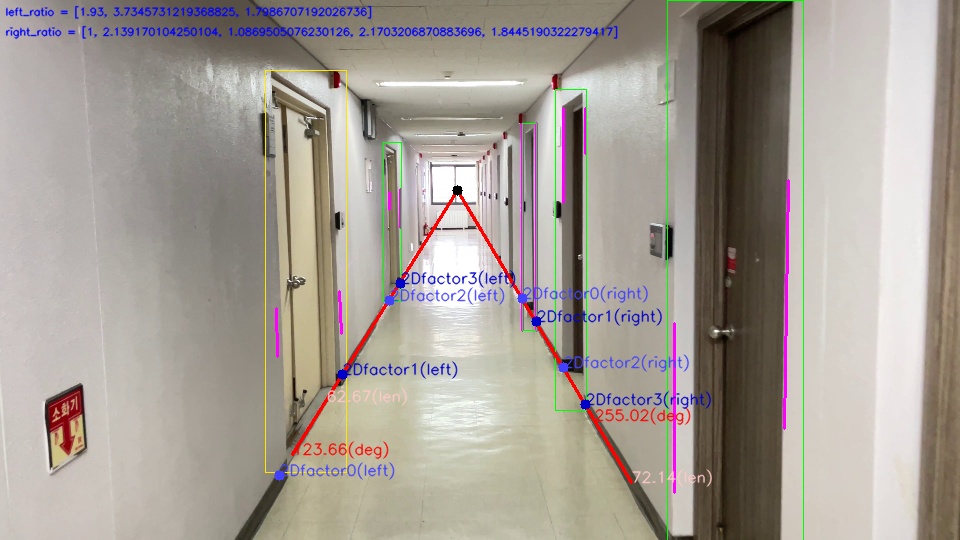 left_ratio = [1.93, 3.7345731219368825, 1.7986707192026736]
right_ratio = [1, 2.139170104250104, 1.0869505076230126, 2.1703206870883696, 1.8445190322279417]
2Dfactor3(left)
2Dfactor2(left)
2Dfactor0(right)
2Dfactor1(right)
2Dfactor2(right)
2Dfactor1(left)
62.67(len)
2Dfactor3(right)
255.02(deg)
소화기
123.66(deg)
2Dfactor0(left)
72.14(len)